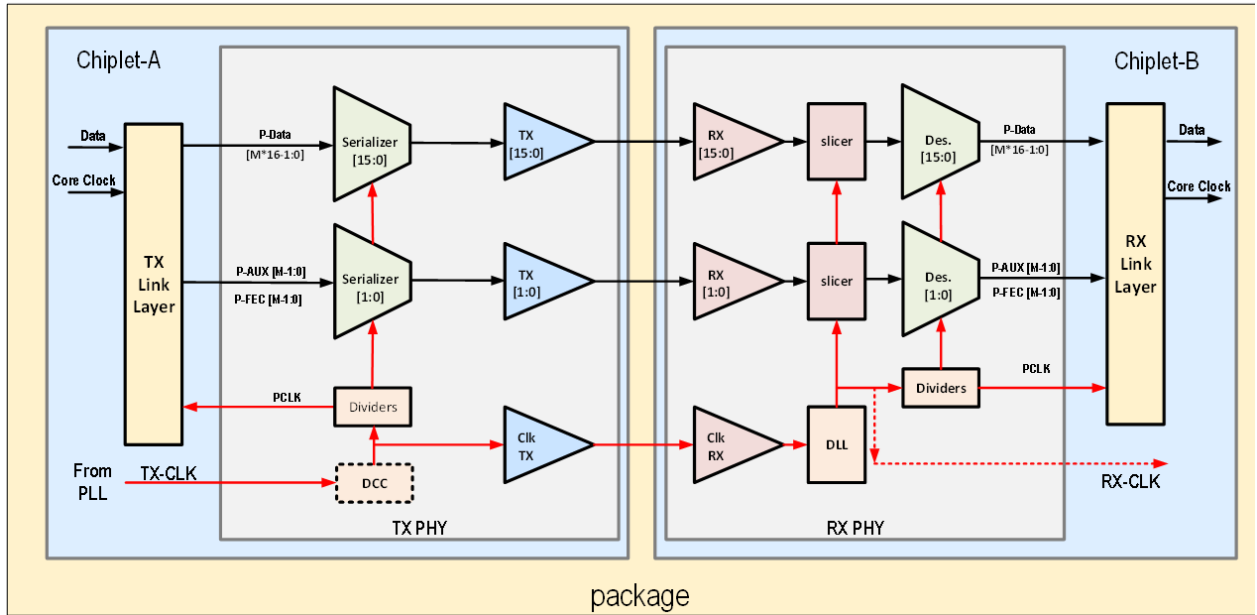 Chiplet-A
Chiplet-B
Data
Core Clock
TX
Link
Layer
P-Data
[M*16-1:0]
Serializer
[15:0]
TX
[15:0]
RX
[15:0]
slicer
Des.
[15:0]
P-Data
[M*16-1:0]
Data
Core Clock
RX
Link
Layer
P-AUX [M-1:0]
P-FEC [M-1:0]
Serializer
[1:0]
TX
[1:0]
RX
[1:0]
slicer
Des.
[1:0]
P-AUX [M-1:0]
P-FEC [M-1:0]
PCLK
Dividers
Clk
TX
Clk
RX
DLL
Dividers
PCLK
From
PLL
TX-CLK
DCC
RX-CLK
TX PHY
RX PHY
package